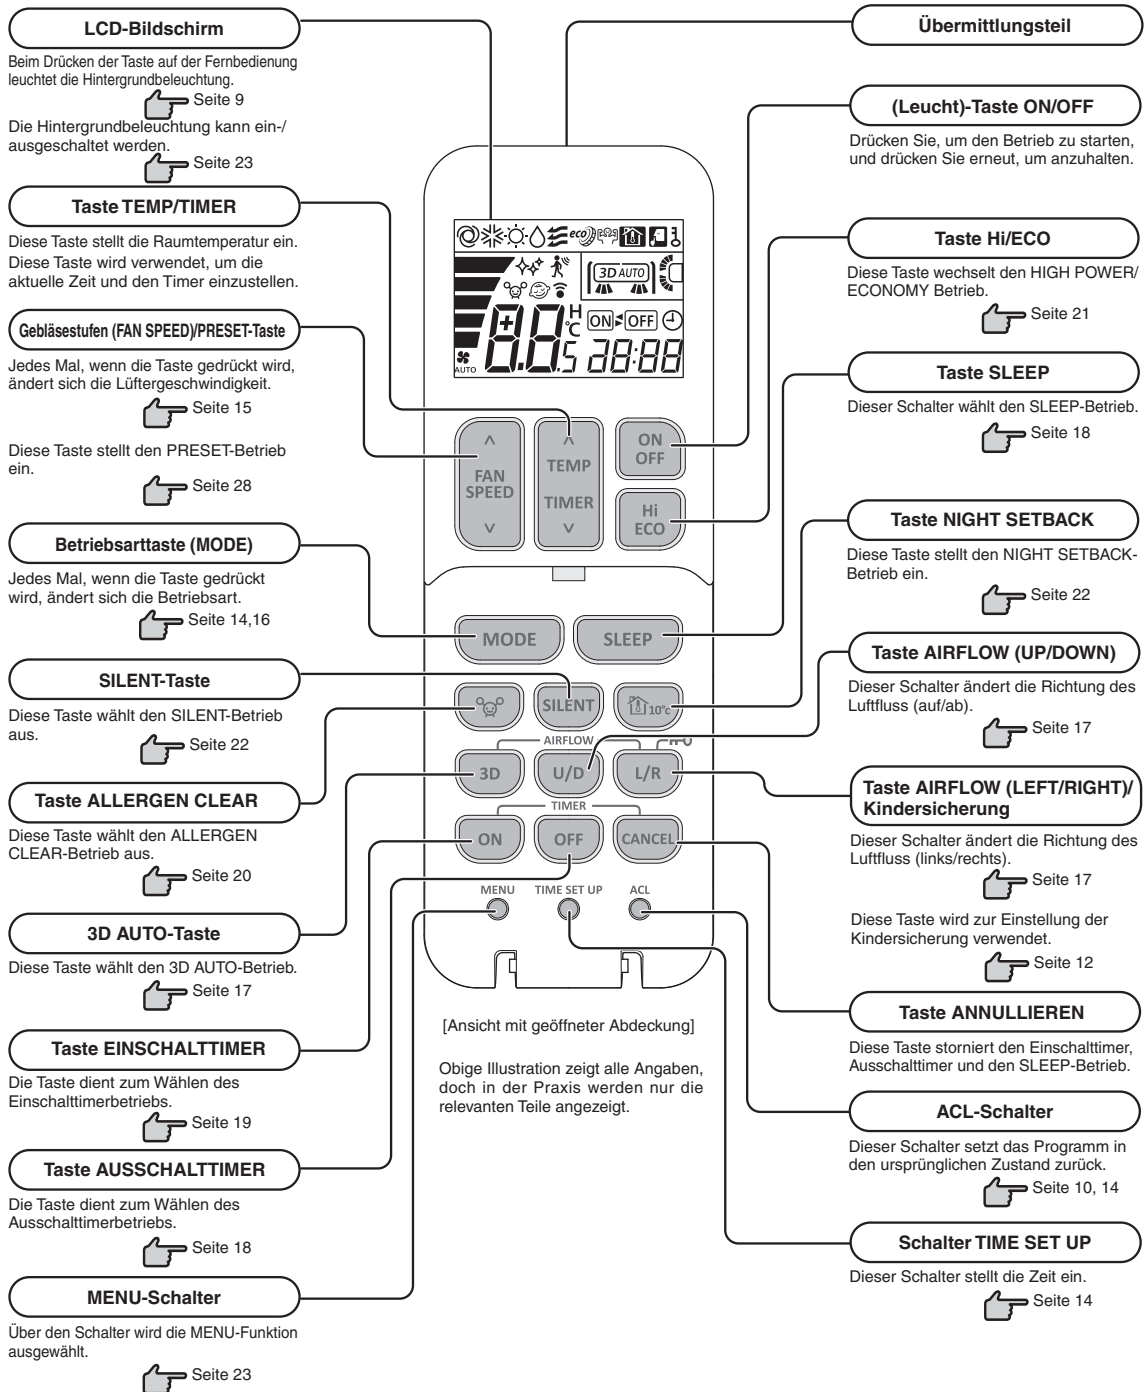 LCD-Bildschirm
Beim Drücken der Taste auf der Fernbedienung
leuchtet die Hintergrundbeleuchtung.
Seite 9
Die Hintergrundbeleuchtung kann ein-/
ausgeschaltet werden.
Seite 23
Taste TEMP/TIMER
Diese Taste stellt die Raumtemperatur ein.
Diese Taste wird verwendet, um die
aktuelle Zeit und den Timer einzustellen.
Gebläsestufen (FAN SPEED)/PRESET-Taste
Jedes Mal, wenn die Taste gedrückt wird,
ändert sich die Lüftergeschwindigkeit.
Seite 15
Diese Taste stellt den PRESET-Betrieb
ein.
Seite 28
Betriebsarttaste (MODE)
Jedes Mal, wenn die Taste gedrückt
wird, ändert sich die Betriebsart.
Seite 14,16
SILENT-Taste
Diese Taste wählt den SILENT-Betrieb
aus.
Seite 22
Taste ALLERGEN CLEAR
Diese Taste wählt den ALLERGEN
CLEAR-Betrieb aus.
Seite 20
3D AUTO-Taste
Diese Taste wählt den 3D AUTO-Betrieb.
Seite 17
Taste EINSCHALTTIMER
Die Taste dient zum Wählen des
Einschalttimerbetriebs.
Seite 19
Taste AUSSCHALTTIMER
Die Taste dient zum Wählen des
Ausschalttimerbetriebs.
Seite 18
MENU-Schalter
Über den Schalter wird die MENU-Funktion
ausgewählt.
Seite 23
eco
3D AUTO
H
°C
ON OFF
AUTO
8.8.5 28:88
FAN
SPEED
TEMP
TIMER
ON
OFF
Hi
ECO
MODE
SLEEP
SILENT
10°c
AIRFLOW
3D
U/D
L/R
TIMER
ON
OFF
CANCEL
MENU
TIME SET UP
ACL
[Ansicht mit geöffneter Abdeckung]
Obige Illustration zeigt alle Angaben,
doch in der Praxis werden nur die
relevanten Teile angezeigt.
Übermittlungsteil
(Leucht)-Taste ON/OFF
Drücken Sie, um den Betrieb zu starten,
und drücken Sie erneut, um anzuhalten.
Taste Hi/ECO
Diese Taste wechselt den HIGH POWER/
ECONOMY Betrieb.
Seite 21
Taste SLEEP
Dieser Schalter wählt den SLEEP-Betrieb.
Seite 18
Taste NIGHT SETBACK
Diese Taste stellt den NIGHT SETBACK-
Betrieb ein.
Seite 22
Taste AIRFLOW (UP/DOWN)
Dieser Schalter ändert die Richtung des
Luftfluss (auf/ab).
Seite 17
Taste AIRFLOW (LEFT/RIGHT)/
Kindersicherung
Dieser Schalter ändert die Richtung des
Luftfluss (links/rechts).
Seite 17
Diese Taste wird zur Einstellung der
Kindersicherung verwendet.
Seite 12
Taste ANNULLIEREN
Diese Taste storniert den Einschalttimer,
Ausschalttimer und den SLEEP-Betrieb.
ACL-Schalter
Dieser Schalter setzt das Programm in
den ursprünglichen Zustand zurück.
Seite 10, 14
Schalter TIME SET UP
Dieser Schalter stellt die Zeit ein.
Seite 14